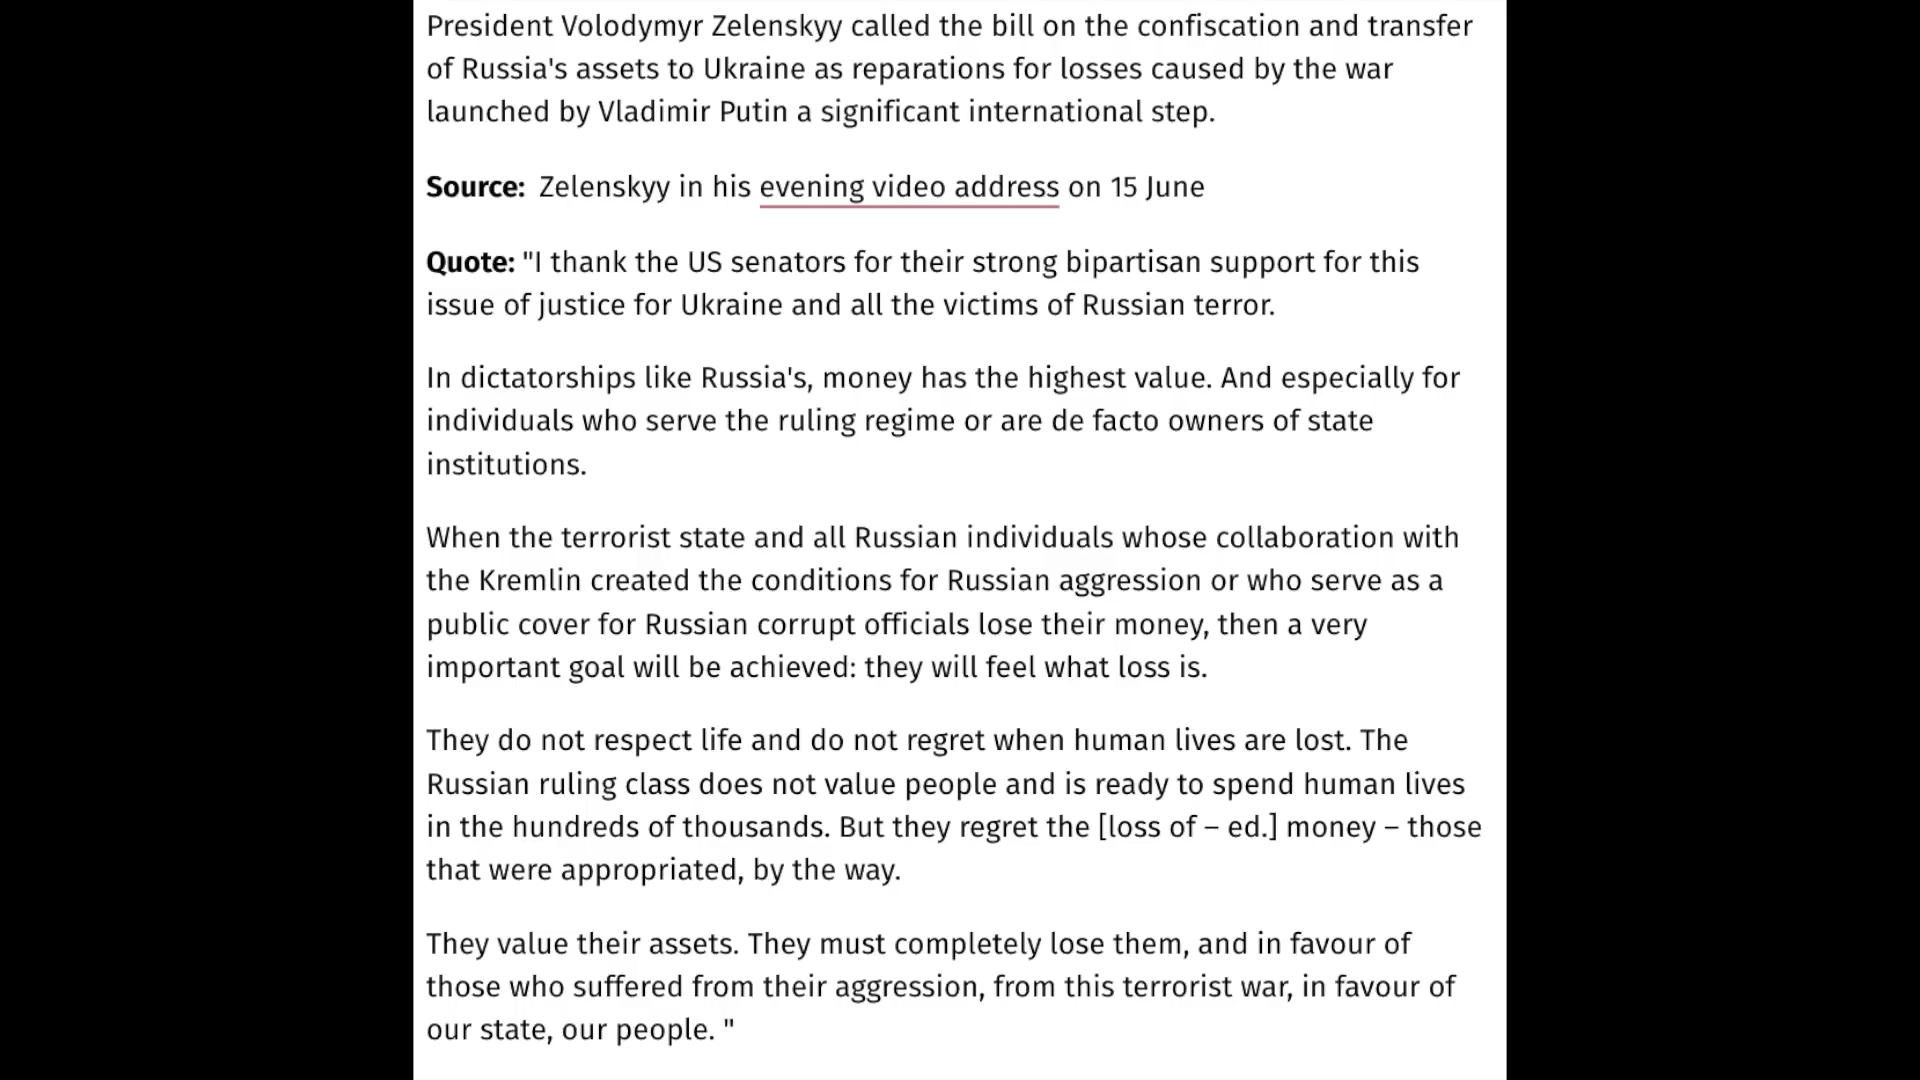 President Volodymyr Zelenskyy called the bill on the confiscation and transfer
of Russia's assets to Ukraine as reparations for losses caused by the war
launched by Vladimir Putin a significant international step.
Source: Zelenskyy in his evening video address on 15 June
Quote: "I thank the US senators for their strong bipartisan support for this
issue of justice for Ukraine and all the victims of Russian terror.
In dictatorships like Russia's, money has the highest value. And especially for
individuals who serve the ruling regime or are de facto owners of state
institutions.
When the terrorist state and all Russian individuals whose collaboration with
the Kremlin created the conditions for Russian aggression or who serve as a
public cover for Russian corrupt officials lose their money, then a very
important goal will be achieved: they will feel what loss is.
They do not respect life and do not regret when human lives are lost. The
Russian ruling class does not value people and is ready to spend human lives
in the hundreds of thousands. But they regret the [loss of – ed.] money – those
that were appropriated, by the way.
They value their assets. They must completely lose them, and in favour of
those who suffered from their aggression, from this terrorist war, in favour of
our state, our people. "